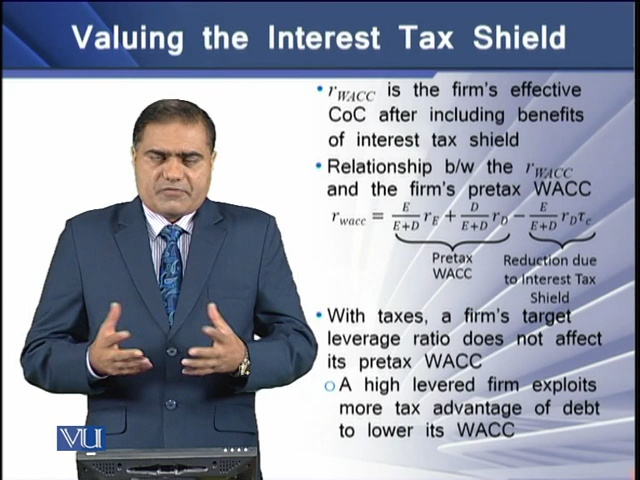 Valuing the Interest Tax Shield
• r_WACC is the firm's effective
CoC after including benefits
of interest tax shield
• Relationship b/w the r_WACC
and the firm's pretax WACC
r_wacc = E/(E+D) r_E + D/(E+D) r_D − E/(E+D) r_D τ_c
Pretax
WACC
Reduction due
to Interest Tax
Shield
• With taxes, a firm's target
leverage ratio does not affect
its pretax WACC
o A high levered firm exploits
more tax advantage of debt
to lower its WACC
VU